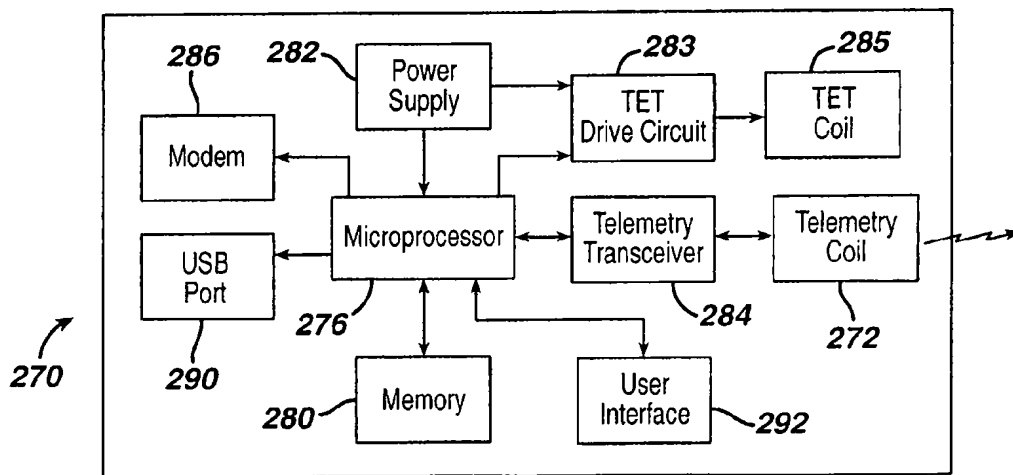 286
282
283
285
Power
Supply
TET
Drive Circuit
TET
Coil
Modem
Microprocessor
Telemetry
Transceiver
Telemetry
Coil
USB
Port
276
284
272
270
290
280
Memory
User
Interface
292